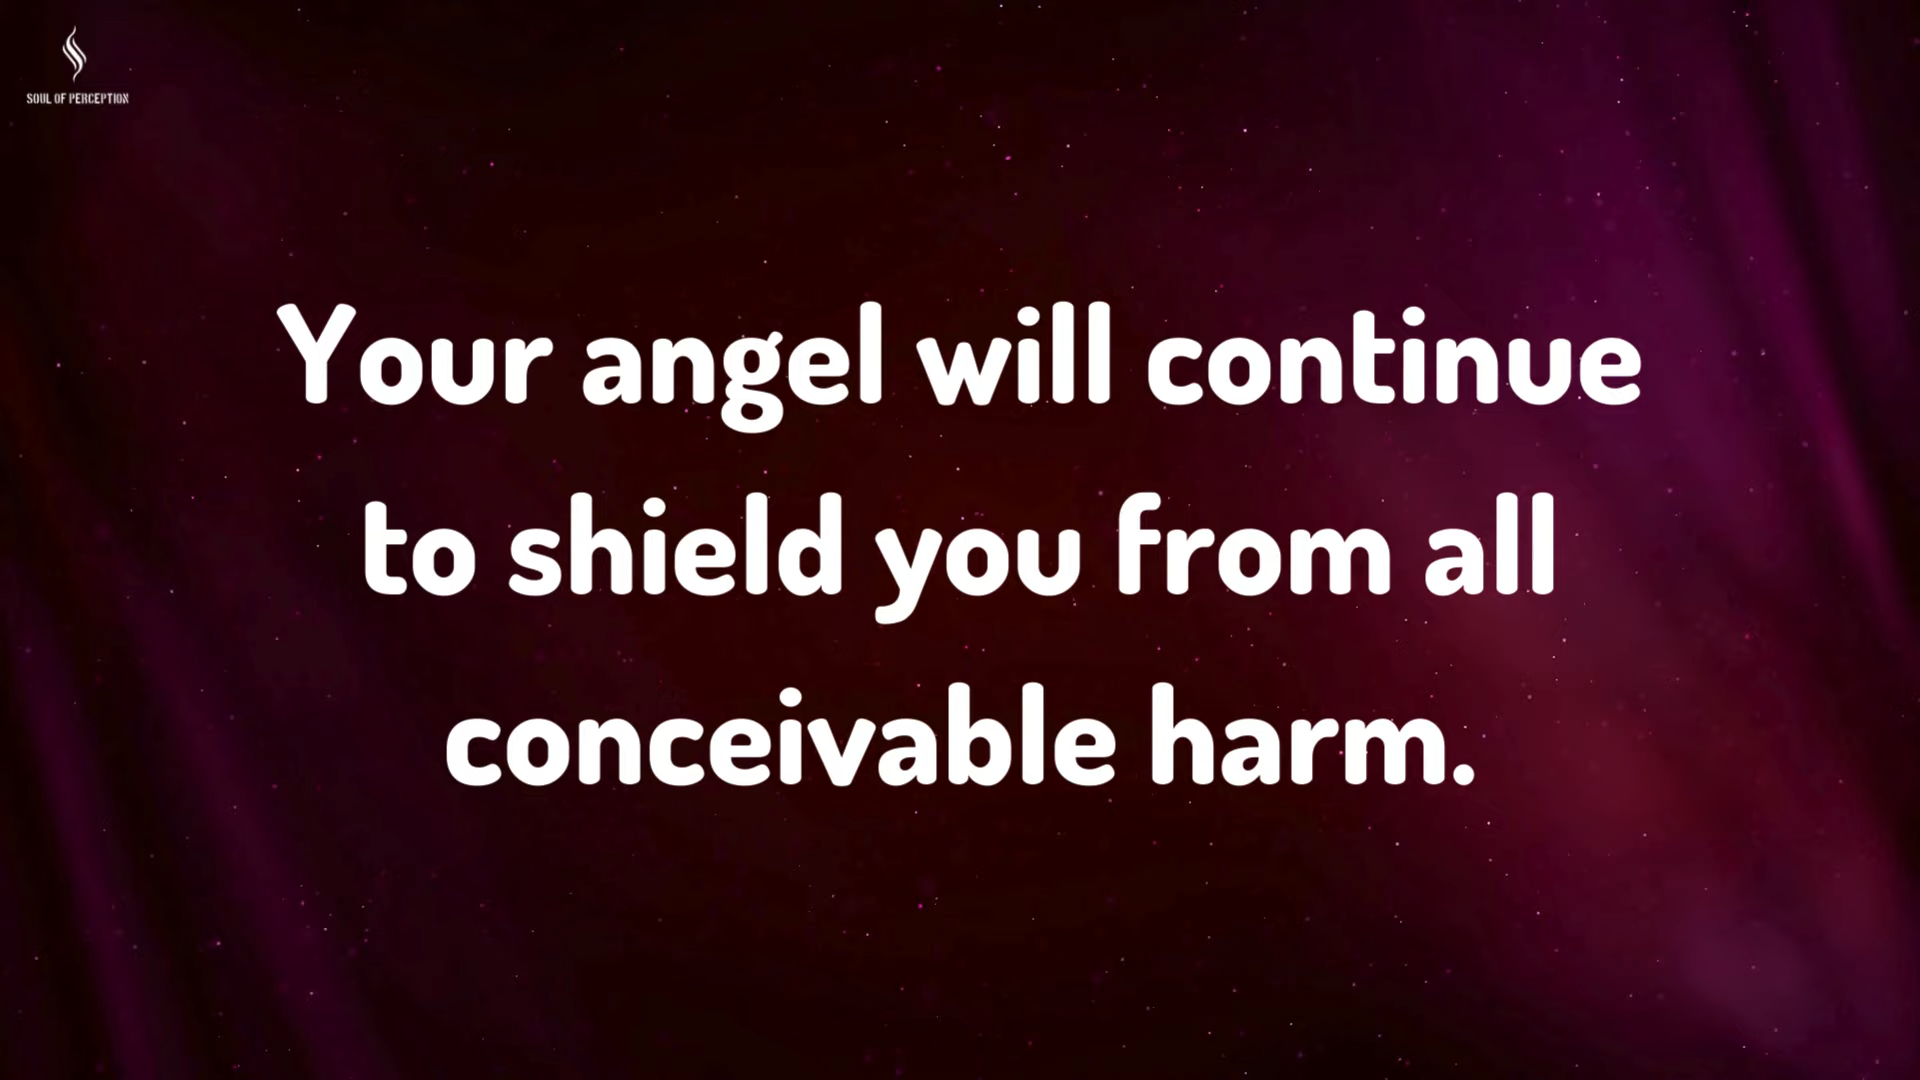 SOUL OF PERCEPTION
Your angel will continue
to shield you from all
conceivable harm.